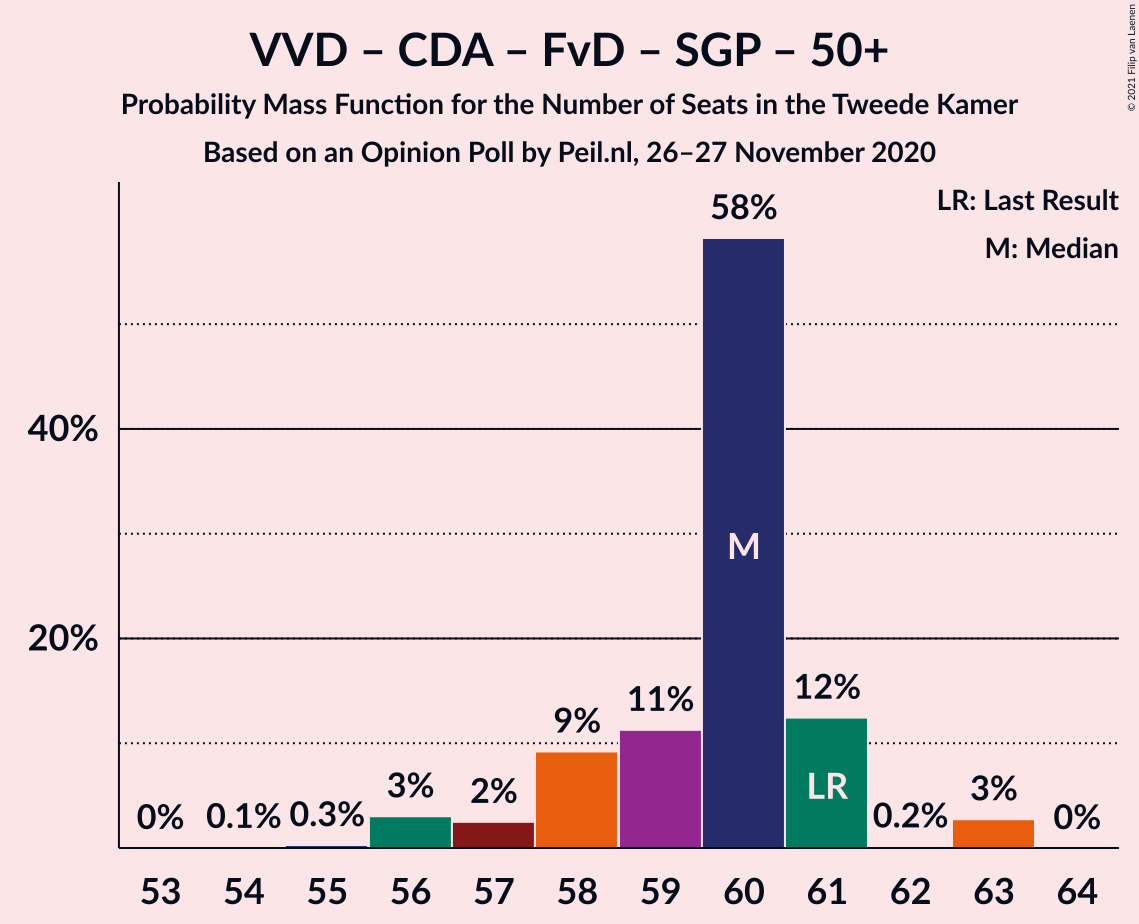 VVD – CDA – FvD – SGP – 50+
Probability Mass Function for the Number of Seats in the Tweede Kamer
Based on an Opinion Poll by Peil.nl, 26–27 November 2020
© 2021 Filip van Laenen
LR: Last Result
M: Median
40%
20%
0%
0.1%
0.3%
3%
2%
9%
11%
58%
12%
0.2%
3%
0%
M
LR
53 54 55 56 57 58 59 60 61 62 63 64